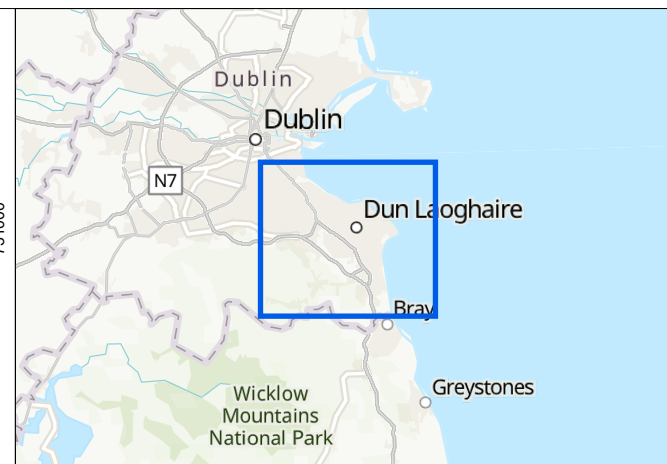 Dublin
Dublin
N7
Dun Laoghaire
Bray
Greystones
Wicklow
Mountains
National Park